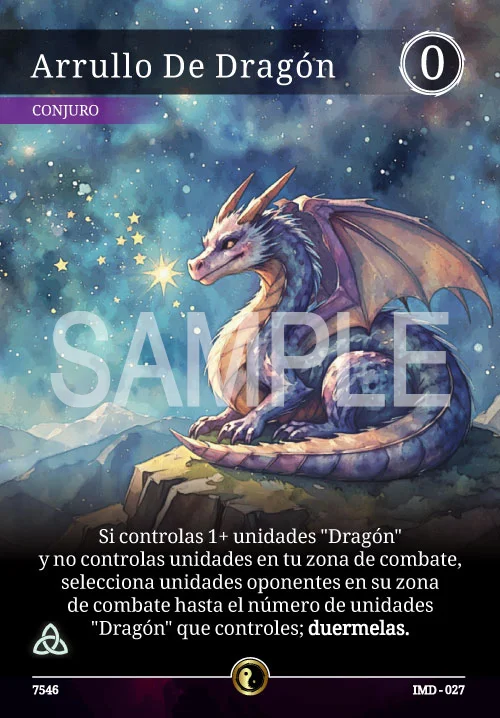 Arrullo De Dragón
0
CONJURO
SAMPLE
Si controlas 1+ unidades "Dragón"
y no controlas unidades en tu zona de combate,
selecciona unidades oponentes en su zona
de combate hasta el número de unidades
"Dragón" que controles; duermelas.
7546
IMD - 027